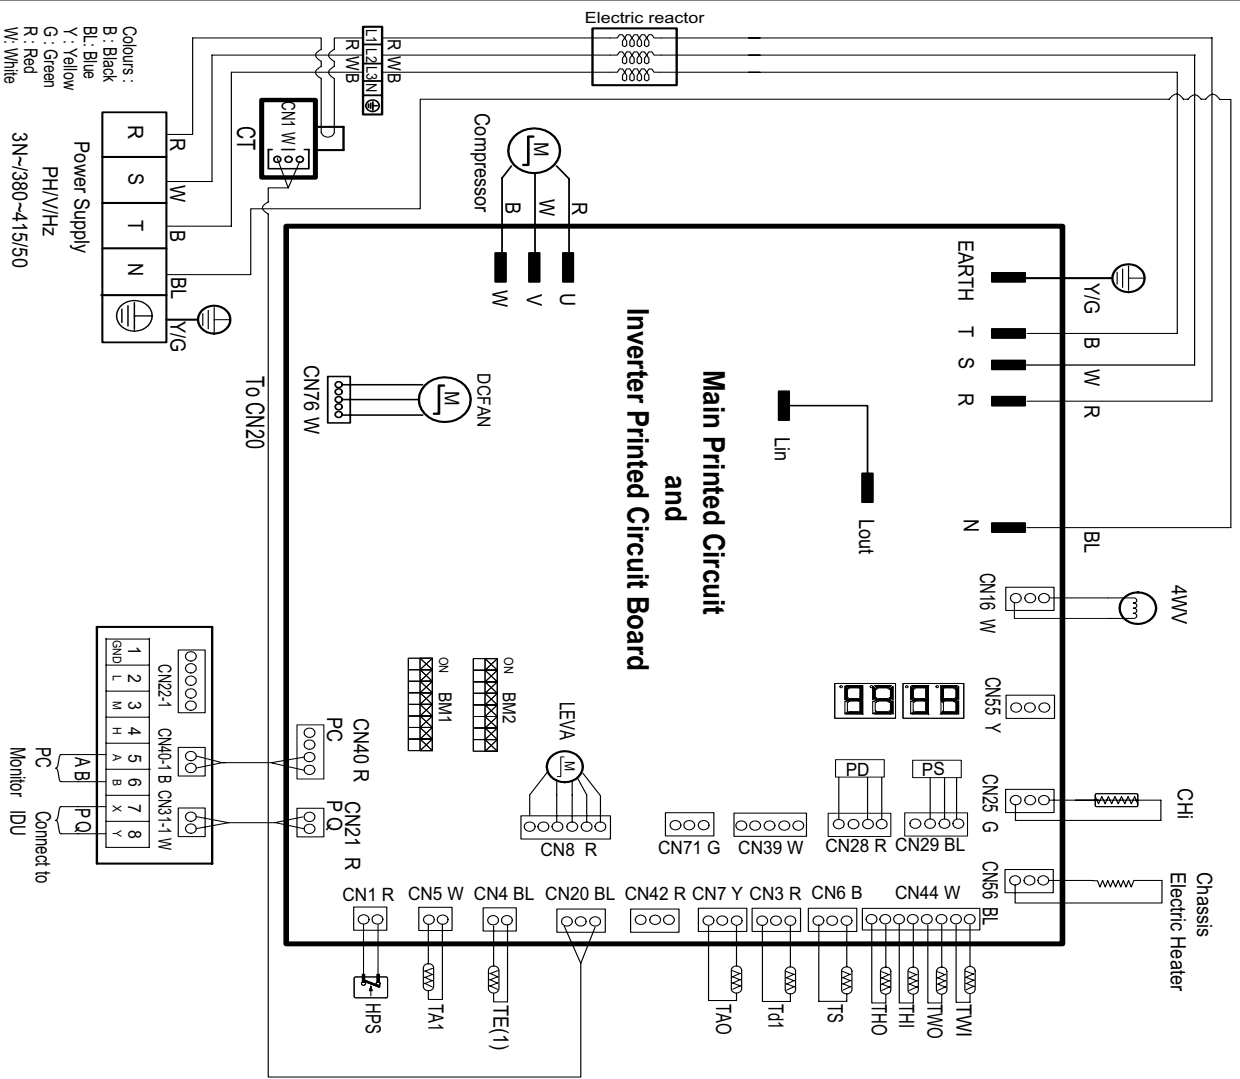 Electric reactor
Colours :
B : Black
BL: Blue
Y : Yellow
G : Green
R : Red
W: White
L1 L2 L3 N
R W B
R W B
R
S
T
N
R
W
B
BL
Y/G
Power Supply
PH/V/Hz
3N~/380~415/50
CN1 W I
CT
To CN20
Compressor
M
B
W
R
W
V
U
DCFAN
M
CN76 W
Main Printed Circuit
and
Inverter Printed Circuit Board
Lin
Lout
EARTH
T
S
R
N
Y/G
B
W
R
BL
CN16 W
4WV
CN55 Y
CN25 G
CHi
CN56 BL
Chassis
Electric Heater
ON
BM1
ON
BM2
LEVA
M
CN8 R
PD
PS
CN71 G
CN39 W
CN28 R
CN29 BL
CN40 R
PC
CN21 R
PQ
CN22-1
CN40-1 B
CN31-1 W
1 2 3 4 5 6 7 8
GND L M H A B X Y
A B
P Q
PC
Monitor
Connect to
IDU
CN1 R
CN5 W
CN4 BL
CN20 BL
CN42 R
CN7 Y
CN3 R
CN6 B
CN44 W
HPS
TA1
TE(1)
TAO
Td1
TS
THO
THI
TWO
TWI